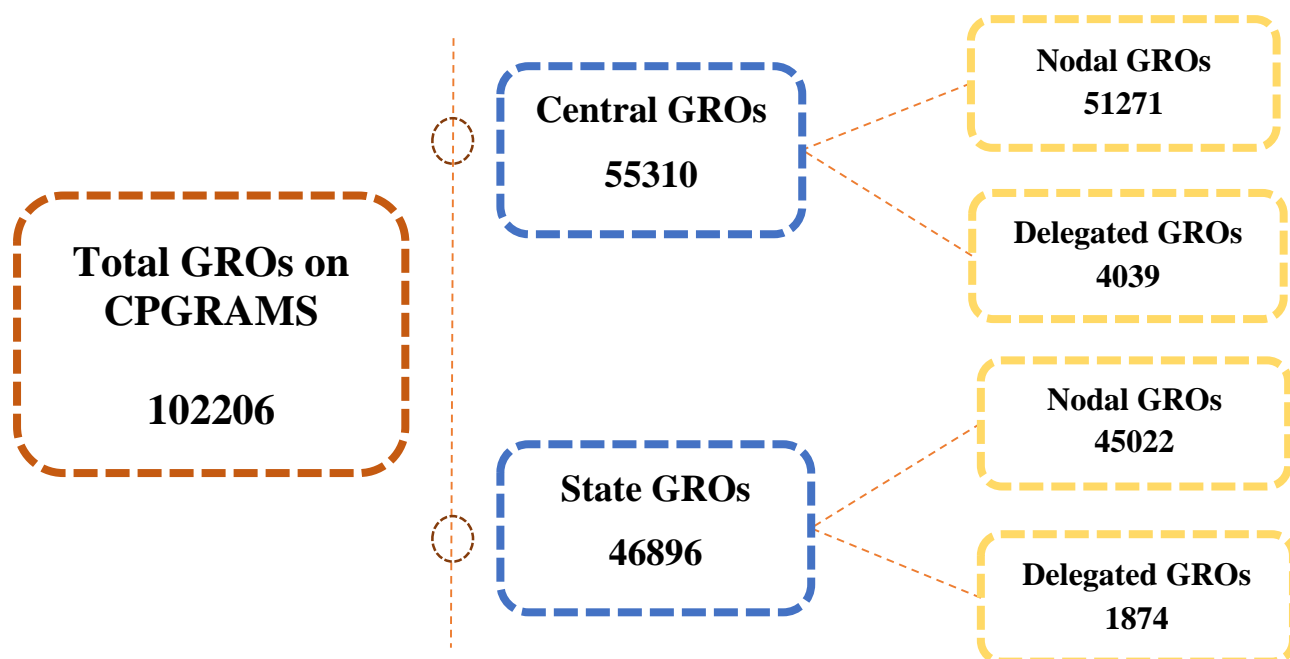 Total GROs on
CPGRAMS
102206
Central GROs
55310
Nodal GROs
51271
Delegated GROs
4039
State GROs
46896
Nodal GROs
45022
Delegated GROs
1874